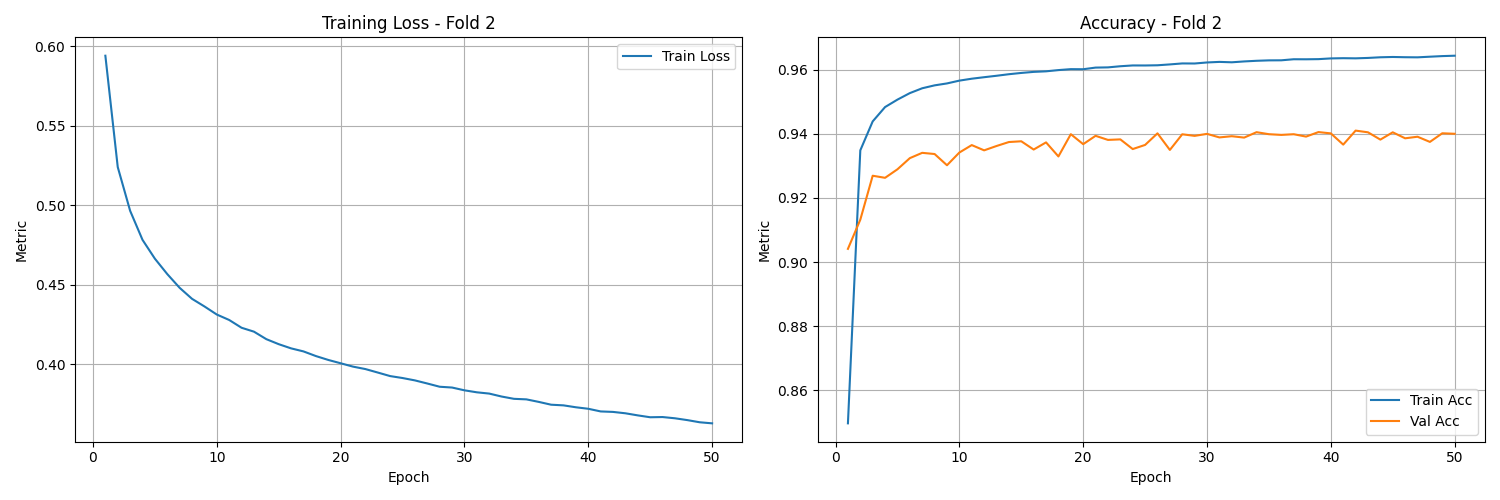 Training Loss - Fold 2
Train Loss
0.60
0.55
0.50
0.45
0.40
Metric
0 10 20 30 40 50
Epoch
Accuracy - Fold 2
0.96
0.94
0.92
0.90
0.88
0.86
Metric
Train Acc
Val Acc
0 10 20 30 40 50
Epoch